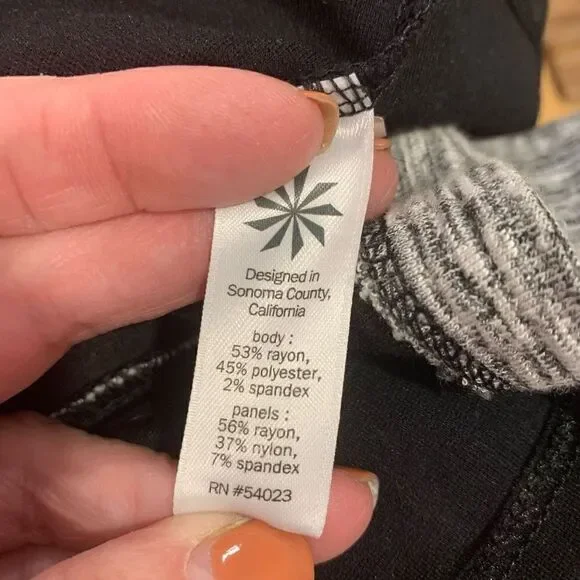 Designed in
Sonoma County,
California
body :
53% rayon,
45% polyester,
2% spandex
panels :
56% rayon,
37% nylon,
7% spandex
RN #54023